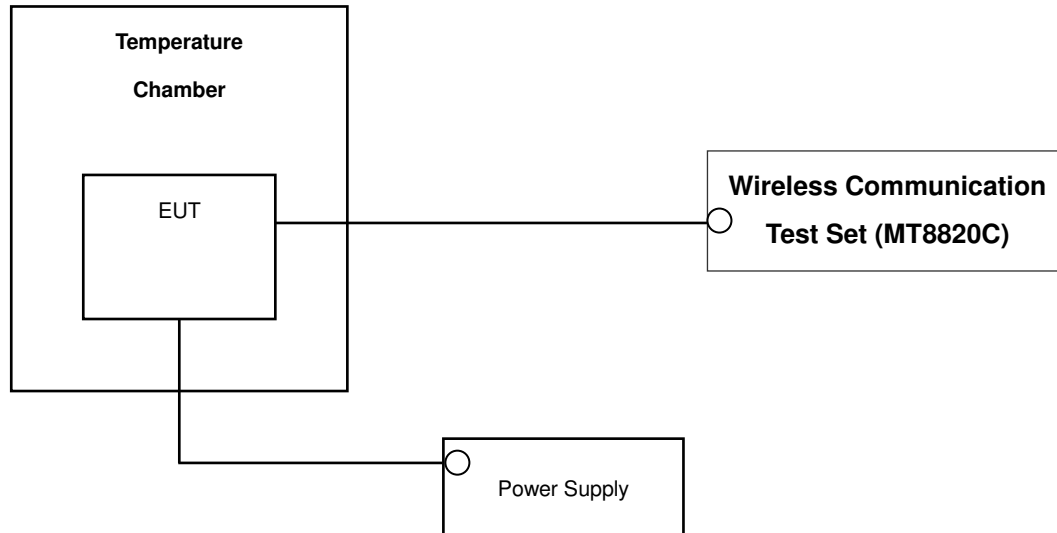 Temperature
Chamber
EUT
Wireless Communication
Test Set (MT8820C)
Power Supply